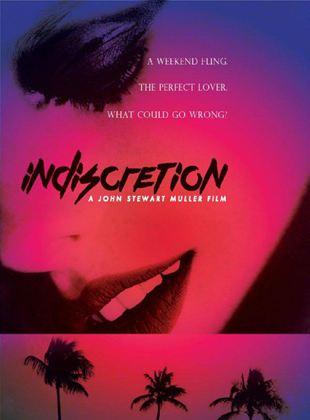 A WEEKEND FLING.
THE PERFECT LOVER.
WHAT COULD GO WRONG?
INDISCRETION
A JOHN STEWART MULLER FILM